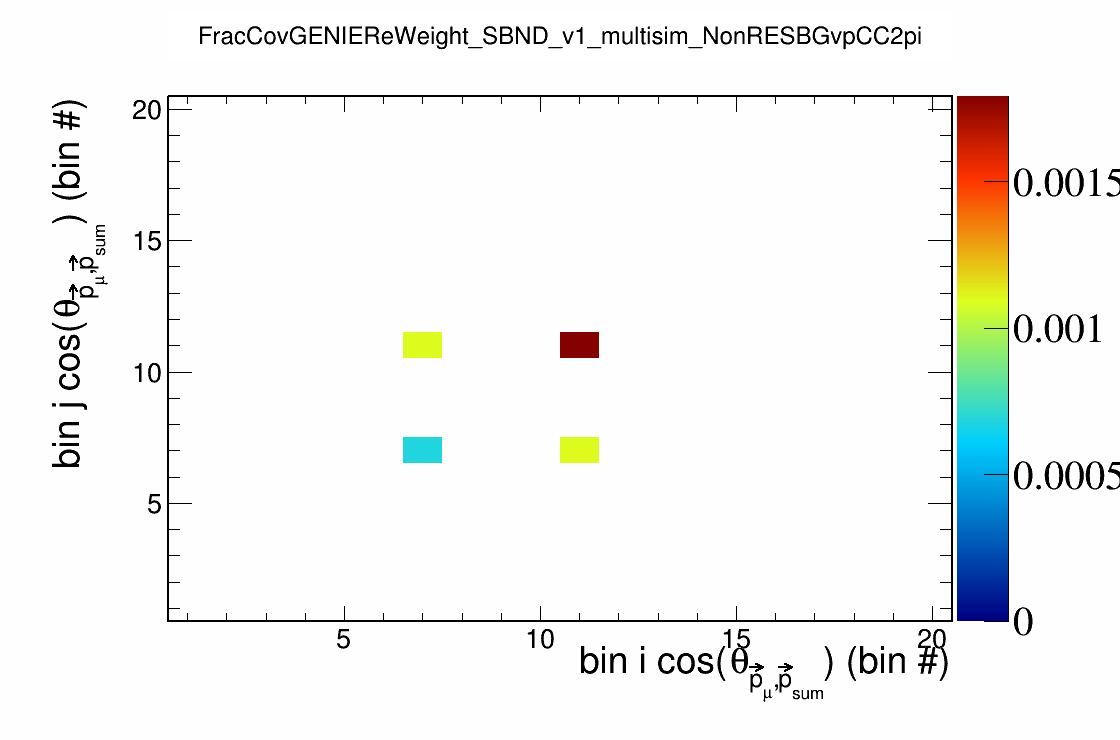 FracCovGENIEReWeight_SBND_v1_multisim_NonRESBGvpCC2pi
bin j cos(θp⃗μ,p⃗sum) (bin #)
20
15
10
5
5 10 15 20
bin i cos(θp⃗μ,p⃗sum) (bin #)
0.0015
0.001
0.0005
0